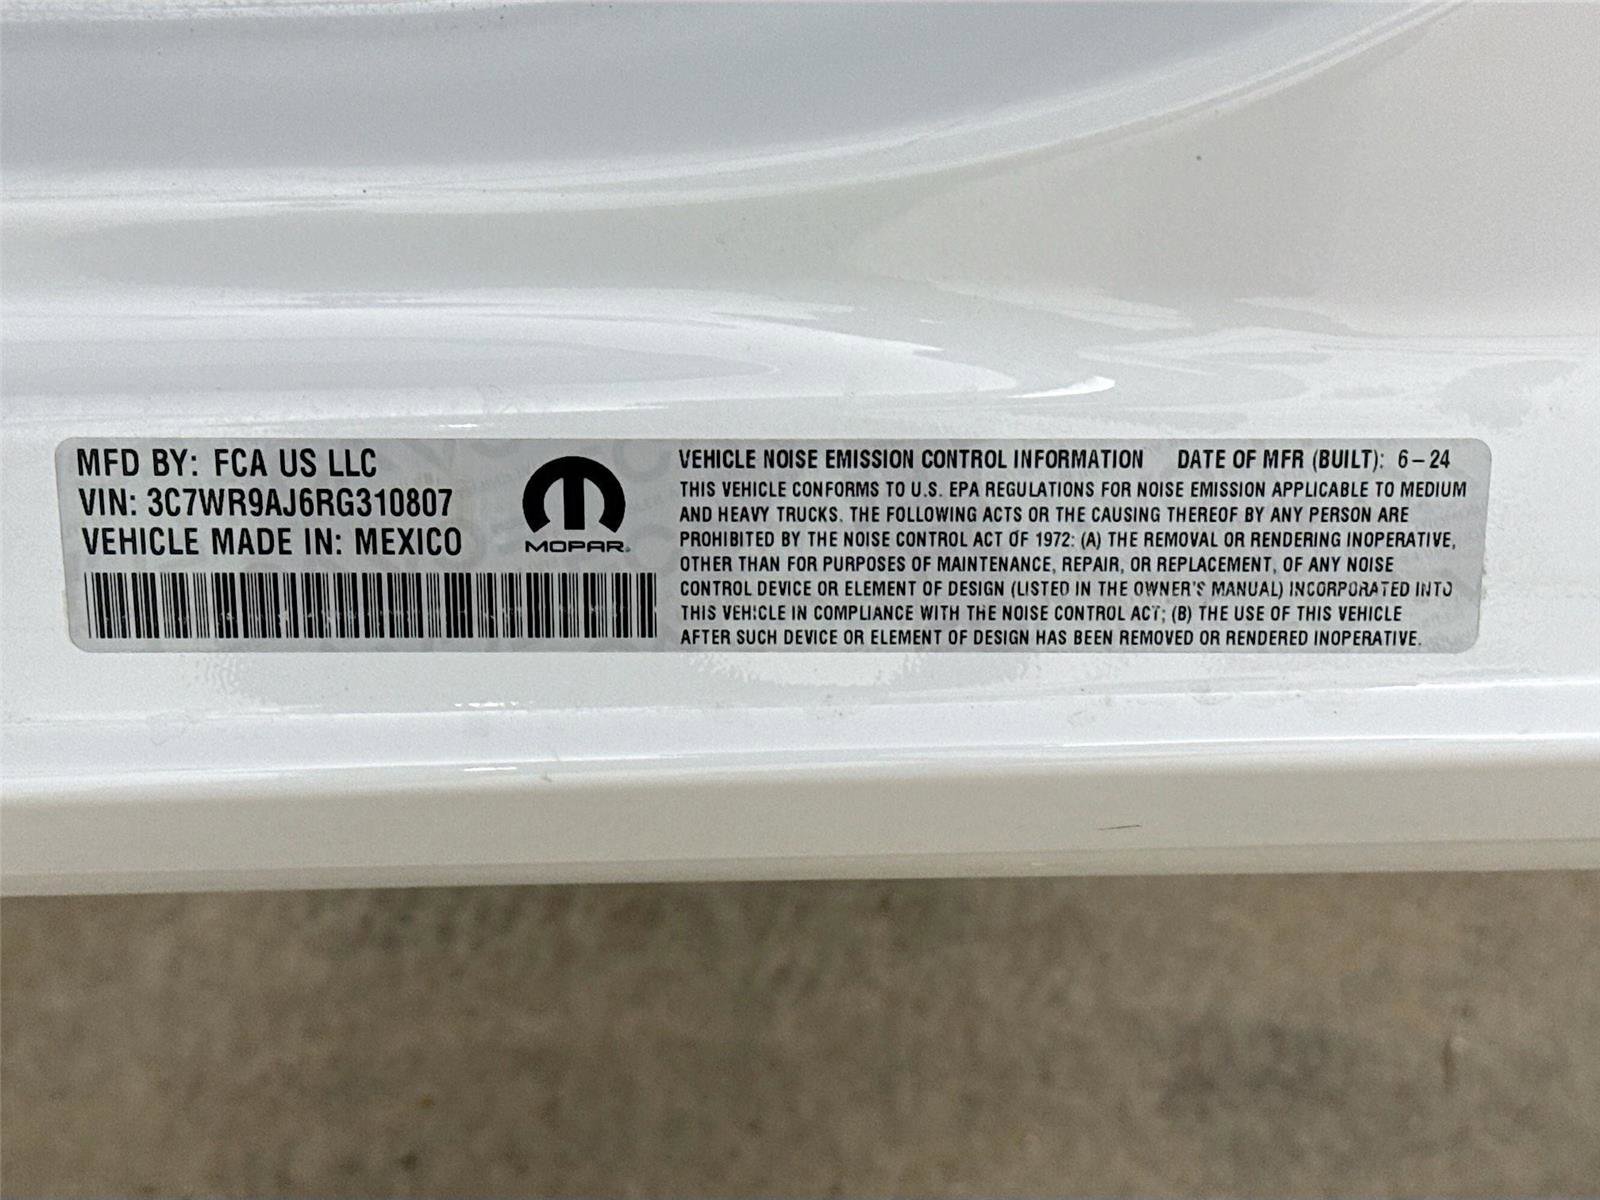 MFD BY: FCA US LLC
VIN: 3C7WR9AJ6RG310807
VEHICLE MADE IN: MEXICO
MOPAR®
VEHICLE NOISE EMISSION CONTROL INFORMATION DATE OF MFR (BUILT): 6-24
THIS VEHICLE CONFORMS TO U.S. EPA REGULATIONS FOR NOISE EMISSION APPLICABLE TO MEDIUM
AND HEAVY TRUCKS. THE FOLLOWING ACTS OR THE CAUSING THEREOF BY ANY PERSON ARE
PROHIBITED BY THE NOISE CONTROL ACT OF 1972: (A) THE REMOVAL OR RENDERING INOPERATIVE,
OTHER THAN FOR PURPOSES OF MAINTENANCE, REPAIR, OR REPLACEMENT, OF ANY NOISE
CONTROL DEVICE OR ELEMENT OF DESIGN (LISTED IN THE OWNER'S MANUAL) INCORPORATED INTO
THIS VEHICLE IN COMPLIANCE WITH THE NOISE CONTROL ACT; (B) THE USE OF THIS VEHICLE
AFTER SUCH DEVICE OR ELEMENT OF DESIGN HAS BEEN REMOVED OR RENDERED INOPERATIVE.